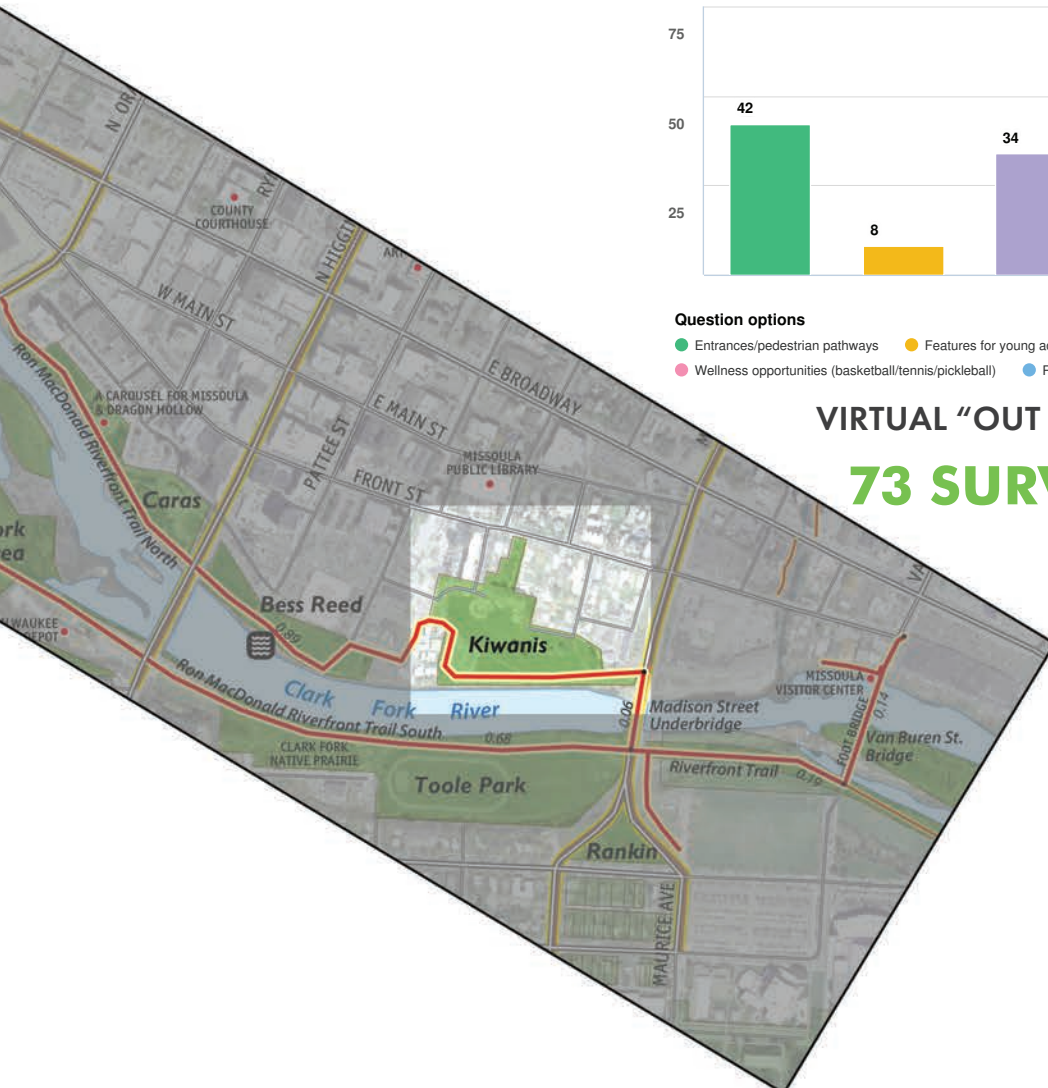 75
50
25
42
8
34
Question options
Entrances/pedestrian pathways
Features for young
Wellness opportunities (basketball/tennis/pickleball)
VIRTUAL “OUT
73 SURV
N
COUNTY
COURTHOUSE
N HIGGI
W MAIN ST
E BROADWAY
A CAROUSEL FOR MISSOULA
& DRAGON HOLLOW
E MAIN ST
PATTEE ST
MISSOULA
PUBLIC LIBRARY
FRONT ST
Ron MacDonald Riverfront Trail North
Caras
Bess Reed
0.89
Kiwanis
Clark Fork River
Ron MacDonald Riverfront Trail South
0.68
CLARK FORK
NATIVE PRAIRIE
Toole Park
0.06
Madison Street
Underbridge
MISSOULA
VISITOR CENTER
FOOT BRIDGE
0.14
Van Buren St.
Bridge
Riverfront Trail
0.19
Rankin
MAURICE AVE